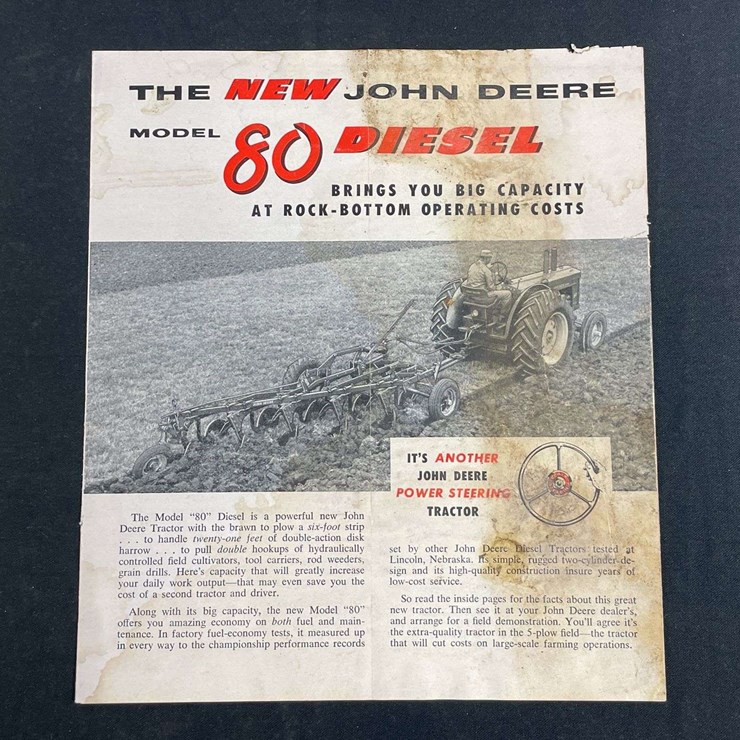 THE NEW JOHN DEERE
MODEL 80 DIESEL
BRINGS YOU BIG CAPACITY
AT ROCK-BOTTOM OPERATING COSTS
IT'S ANOTHER
JOHN DEERE
POWER STEERING
TRACTOR
The Model "80" Diesel is a powerful new John
Deere Tractor with the brawn to plow a six-foot strip
. . . to handle twenty-one feet of double-action disk
harrow . . . to pull double hookups of hydraulically
controlled field cultivators, tool carriers, rod weeders,
grain drills. Here's capacity that will greatly increase
your daily work output—that may even save you the
cost of a second tractor and driver.
Along with its big capacity, the new Model "80"
offers you amazing economy on both fuel and main-
tenance. In factory fuel-economy tests, it measured up
in every way to the championship performance records
set by other John Deere Diesel Tractors tested at
Lincoln, Nebraska. Its simple, rugged two-cylinder de-
sign and its high-quality construction insure years of
low-cost service.
So read the inside pages for the facts about this great
new tractor. Then see it at your John Deere dealer's,
and arrange for a field demonstration. You'll agree it's
the extra-quality tractor in the 5-plow field—the tractor
that will cut costs on large-scale farming operations.